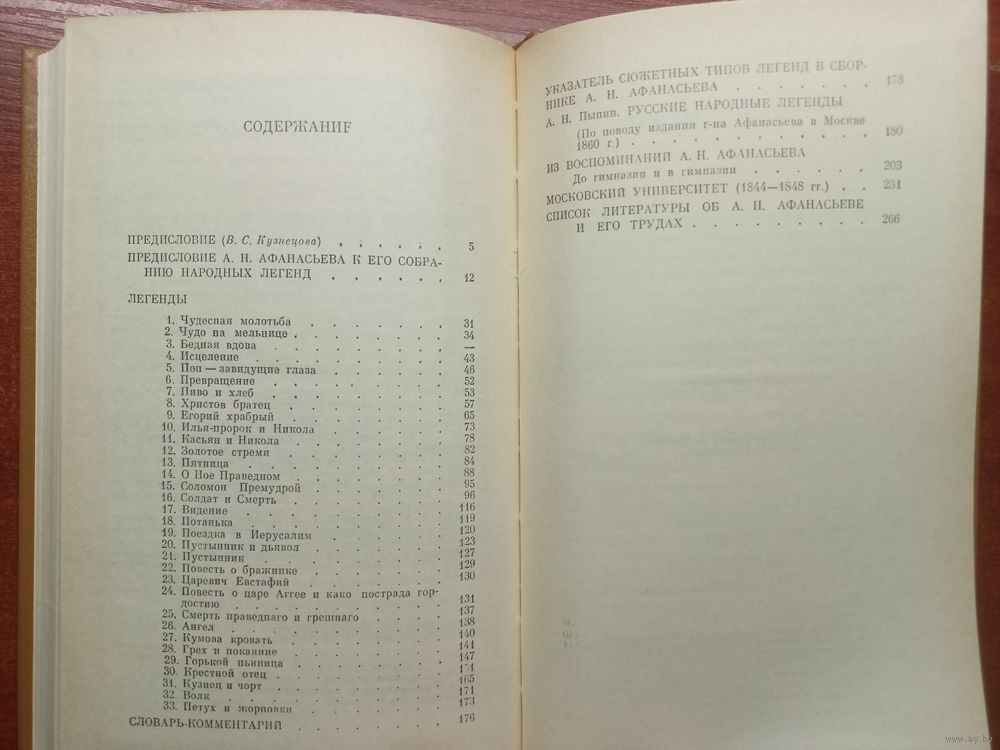 СОДЕРЖАНИЕ
ПРЕДИСЛОВИЕ (В. С. Кузнецова) . . . . . . 5
ПРЕДИСЛОВИЕ А. Н. АФАНАСЬЕВА К ЕГО СОБРА-
НИЮ НАРОДНЫХ ЛЕГЕНД . . . . . . 12
ЛЕГЕНДЫ
1. Чудесная молотьба . . . . . . . 31
2. Чудо на мельнице . . . . . . . 34
3. Бедная вдова . . . . . . . —
4. Исцеление . . . . . . . 43
5. Поп — завидущие глаза . . . . . . 46
6. Превращение . . . . . . . 52
7. Пиво и хлеб . . . . . . . 53
8. Христов братец . . . . . . . 57
9. Егорий храбрый . . . . . . . 65
10. Илья-пророк и Никола . . . . . . 73
11. Касьян и Никола . . . . . . . 78
12. Золотое стремя . . . . . . . 82
13. Пятница . . . . . . . 84
14. О Ное Праведном . . . . . . . 88
15. Соломон Премудрой . . . . . . 95
16. Солдат и Смерть . . . . . . . 96
17. Видение . . . . . . . 116
18. Потанька . . . . . . . 119
19. Поездка в Иерусалим . . . . . . 120
20. Пустынник и дьявол . . . . . . 123
21. Пустынник . . . . . . . 127
22. Повесть о бражнике . . . . . . 129
23. Царевич Евстафий . . . . . . 130
24. Повесть о царе Аггее и како пострада гор-
достию . . . . . . . 131
25. Смерть праведнаго и грешнаго . . . . 137
26. Ангел . . . . . . . 138
27. Кумова кровать . . . . . . . 140
28. Грех и покаяние . . . . . . . 141
29. Горькой пьяница . . . . . . . 147
30. Крестной отец . . . . . . .
31. Кузнец и чорт . . . . . . . 165
32. Волк . . . . . . . 171
33. Петух и жорновки . . . . . . 173
СЛОВАРЬ-КОММЕНТАРИЙ . . . . . . 176
УКАЗАТЕЛЬ СЮЖЕТНЫХ ТИПОВ ЛЕГЕНД В СБОР-
НИКЕ А. Н. АФАНАСЬЕВА . . . . . . . 178
А. Н. Пыпин. РУССКИЕ НАРОДНЫЕ ЛЕГЕНДЫ
(По поводу издания г-на Афанасьева в Москве
1860 г.) . . . . . . . . . 180
ИЗ ВОСПОМИНАНИЙ А. Н. АФАНАСЬЕВА
До гимназии и в гимназии . . . . . . 203
МОСКОВСКИЙ УНИВЕРСИТЕТ (1844—1848 гг.) . . 231
СПИСОК ЛИТЕРАТУРЫ ОБ А. Н. АФАНАСЬЕВЕ
И ЕГО ТРУДАХ . . . . . . . . 266
www.ay.by